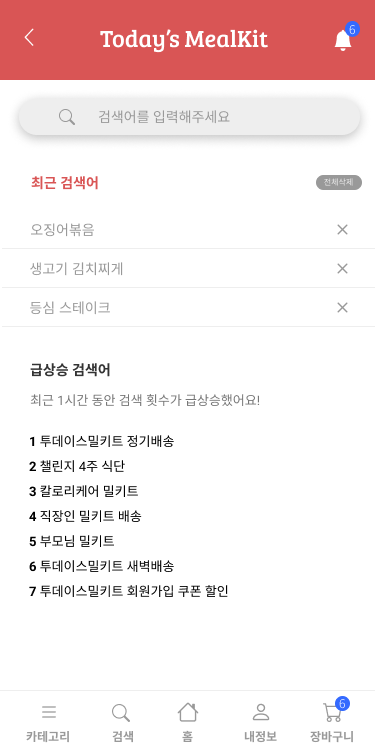 Today's MealKit
6
검색어를 입력해주세요
최근 검색어
전체삭제
오징어볶음
생고기 김치찌게
등심 스테이크
급상승 검색어
최근 1시간 동안 검색 횟수가 급상승했어요!
1 투데이스밀키트 정기배송
2 챌린지 4주 식단
3 칼로리케어 밀키트
4 직장인 밀키트 배송
5 부모님 밀키트
6 투데이스밀키트 새벽배송
7 투데이스밀키트 회원가입 쿠폰 할인
6
카테고리 검색 홈 내정보 장바구니